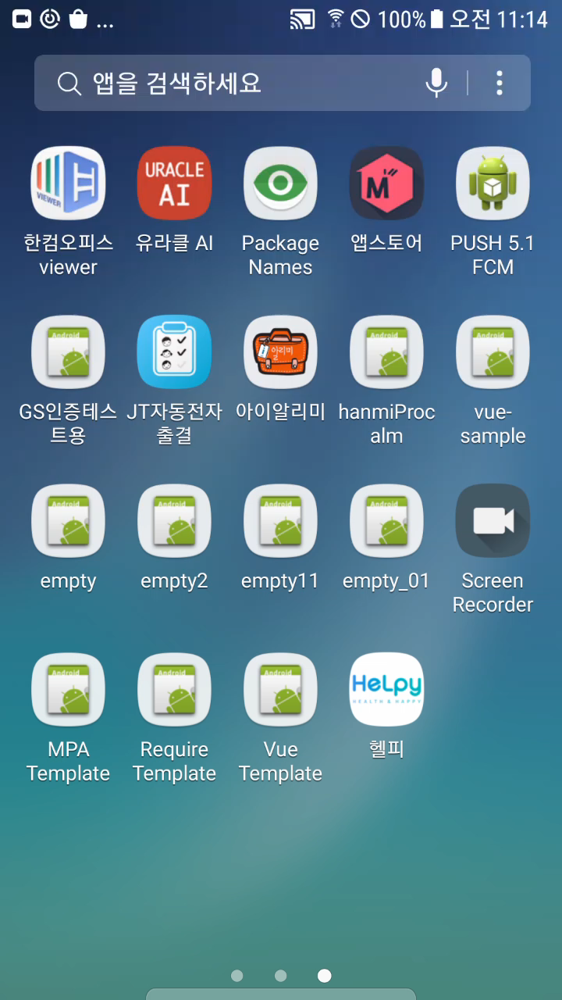 ... 100% 오전 11:14
앱을 검색하세요
VIEWER
URACLE
AI
M
한컴오피스
viewer
유라클 AI
Package
Names
앱스토어
PUSH 5.1
FCM
Android
알리미
Android
Android
GS인증테스
트용
JT자동전자
출결
아이알리미
hanmiProc
alm
vue-
sample
Android
Android
Android
Android
empty
empty2
empty11
empty_01
Screen
Recorder
Android
Android
Android
HeLpy
HEALTH & HAPPY
MPA
Template
Require
Template
Vue
Template
헬피